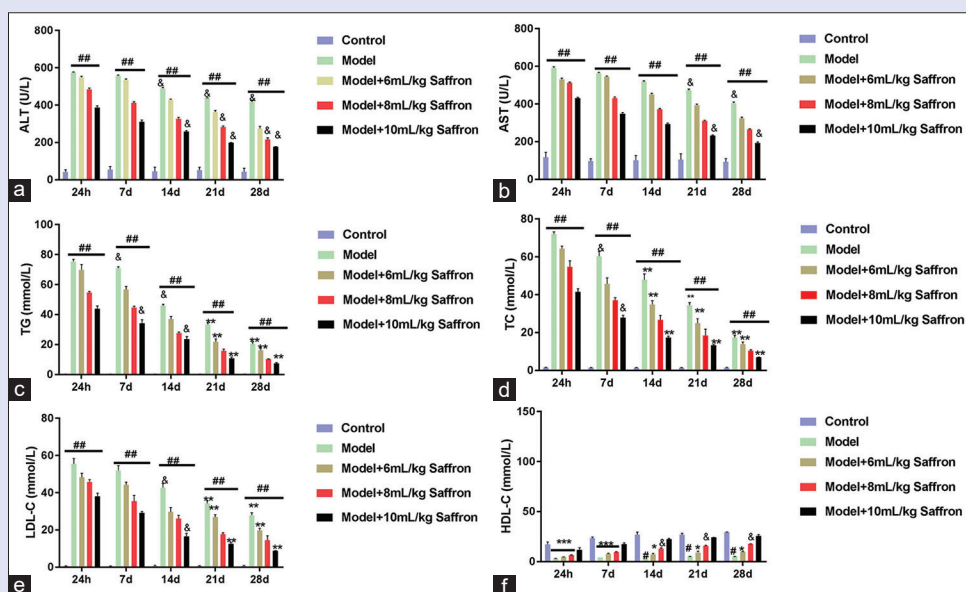 800
600
400
200
0
ALT (U/L)
## ## ## ## ##
& & & & & & & & &
24h 7d 14d 21d 28d
Control
Model
Model+6mL/kg Saffron
Model+8mL/kg Saffron
Model+10mL/kg Saffron
a
800
600
400
200
0
AST (U/L)
## ## ## ## ##
& & & &
24h 7d 14d 21d 28d
Control
Model
Model+6mL/kg Saffron
Model+8mL/kg Saffron
Model+10mL/kg Saffron
b
100
80
60
40
20
0
TG (mmol/L)
## ## ## ## ##
& & & & ** ** ** ** ** **
24h 7d 14d 21d 28d
Control
Model
Model+6mL/kg Saffron
Model+8mL/kg Saffron
Model+10mL/kg Saffron
c
80
60
40
20
0
TC (mmol/L)
## ## ## ## ##
& & ** ** ** ** ** ** ** ** **
24h 7d 14d 21d 28d
Control
Model
Model+6mL/kg Saffron
Model+8mL/kg Saffron
Model+10mL/kg Saffron
d
80
60
40
20
0
LDL-C (mmol/L)
## ## ## ## ##
& & ** ** ** ** ** **
24h 7d 14d 21d 28d
Control
Model
Model+6mL/kg Saffron
Model+8mL/kg Saffron
Model+10mL/kg Saffron
e
150
100
50
0
HDL-C (mmol/L)
*** *** # * & # * & # * &
24h 7d 14d 21d 28d
Control
Model
Model+6mL/kg Saffron
Model+8mL/kg Saffron
Model+10mL/kg Saffron
f